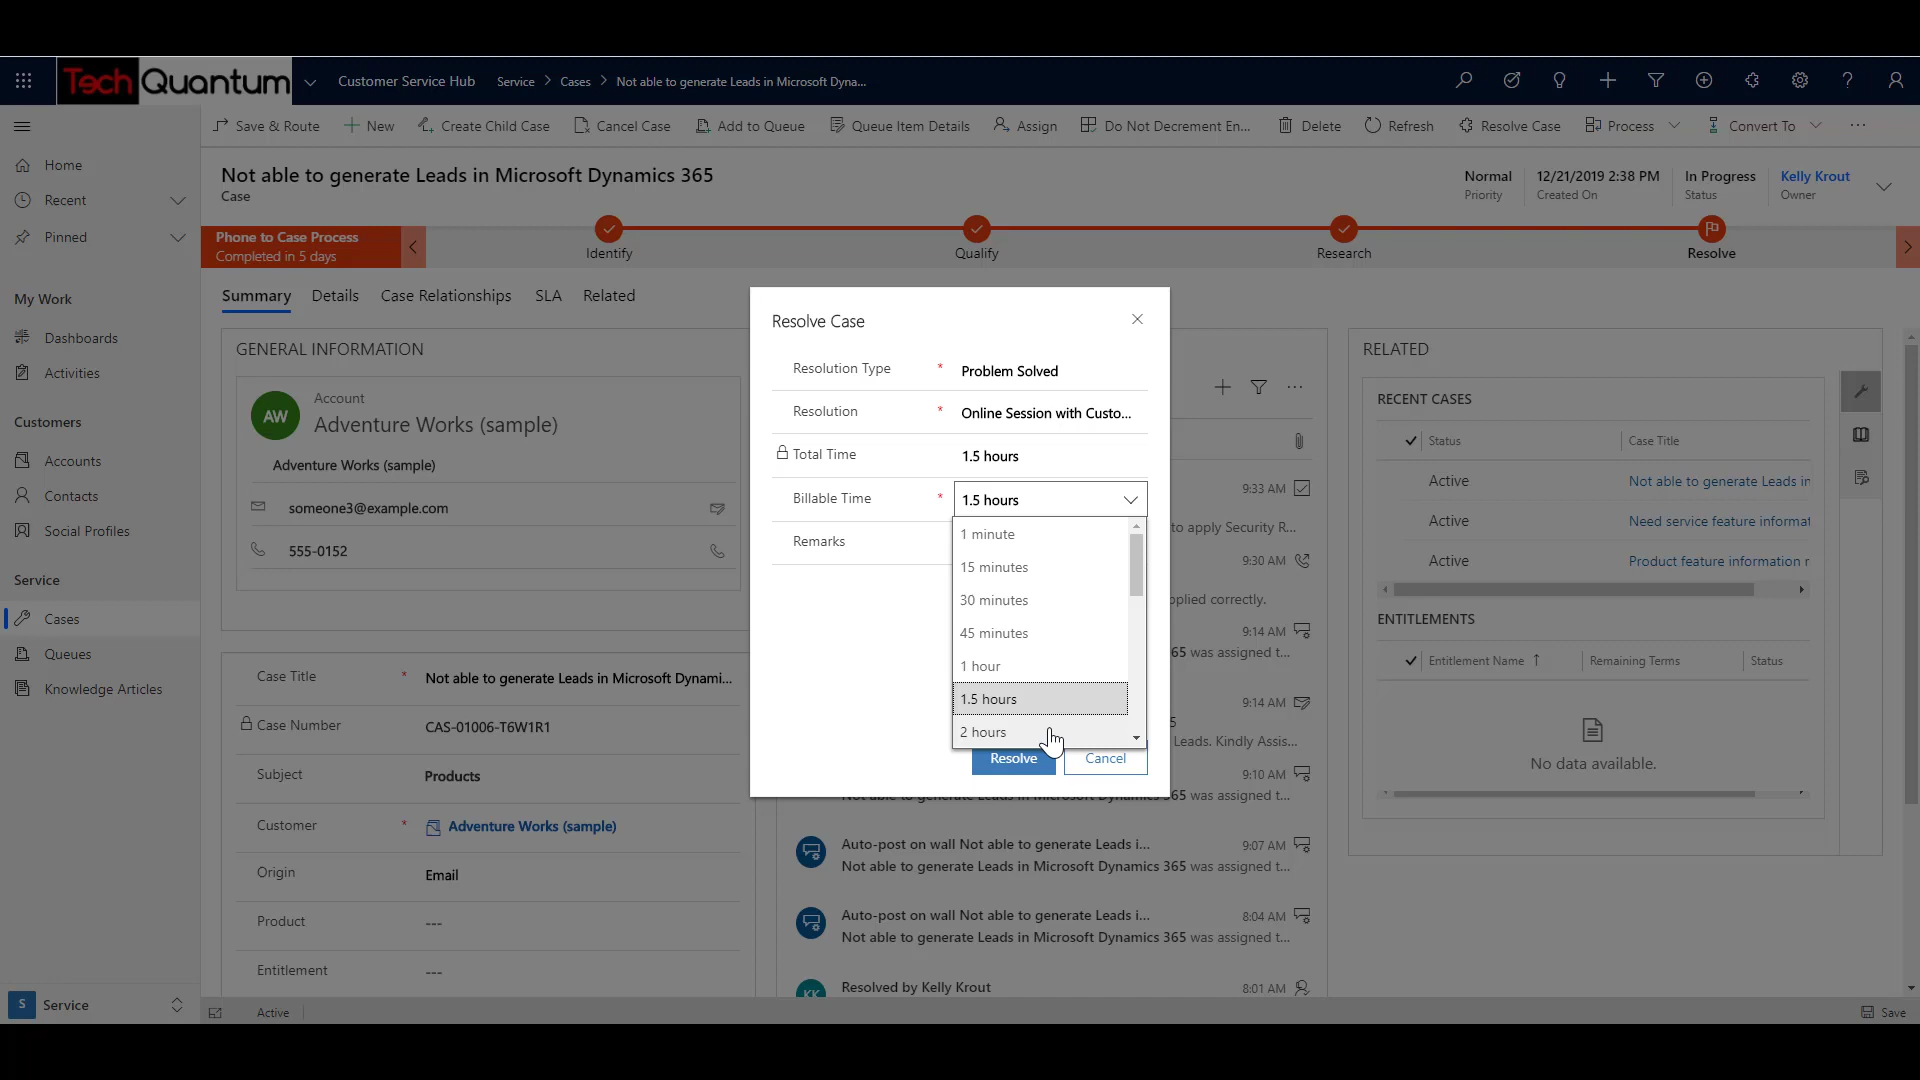 Tech Quantum
Customer Service Hub
Service > Cases > Not able to generate Leads in Microsoft Dyna...
Save & Route
New
Create Child Case
Cancel Case
Add to Queue
Queue Item Details
Assign
Do Not Decrement En...
Delete
Refresh
Resolve Case
Process
Convert To
Home
Recent
Pinned
My Work
Dashboards
Activities
Customers
Accounts
Contacts
Social Profiles
Service
Cases
Queues
Knowledge Articles
S Service
Not able to generate Leads in Microsoft Dynamics 365
Case
Normal
Priority
12/21/2019 2:38 PM
Created On
In Progress
Status
Kelly Krout
Owner
Phone to Case Process
Completed in 5 days
Identify
Qualify
Research
Resolve
Summary
Details
Case Relationships
SLA
Related
GENERAL INFORMATION
AW
Account
Adventure Works (sample)
Adventure Works (sample)
someone3@example.com
555-0152
Case Title * Not able to generate Leads in Microsoft Dynami...
Case Number CAS-01006-T6W1R1
Subject Products
Customer * Adventure Works (sample)
Origin Email
Product ---
Entitlement ---
Resolve Case
Resolution Type * Problem Solved
Resolution * Online Session with Custo...
Total Time 1.5 hours
Billable Time * 1.5 hours
Remarks
1 minute
15 minutes
30 minutes
45 minutes
1 hour
1.5 hours
2 hours
Resolve
Cancel
9:33 AM
to apply Security R...
9:30 AM
plied correctly.
9:14 AM
65 was assigned t...
9:14 AM
5
Leads. Kindly Assis...
9:10 AM
Not able to generate Leads in Microsoft Dynamics 365 was assigned t...
Auto-post on wall Not able to generate Leads i... 9:07 AM
Not able to generate Leads in Microsoft Dynamics 365 was assigned t...
Auto-post on wall Not able to generate Leads i... 8:04 AM
Not able to generate Leads in Microsoft Dynamics 365 was assigned t...
KK
Resolved by Kelly Krout 8:01 AM
RELATED
RECENT CASES
Status
Case Title
Active Not able to generate Leads in
Active Need service feature informat
Active Product feature information r
ENTITLEMENTS
Entitlement Name
Remaining Terms
Status
No data available.
Active
Save